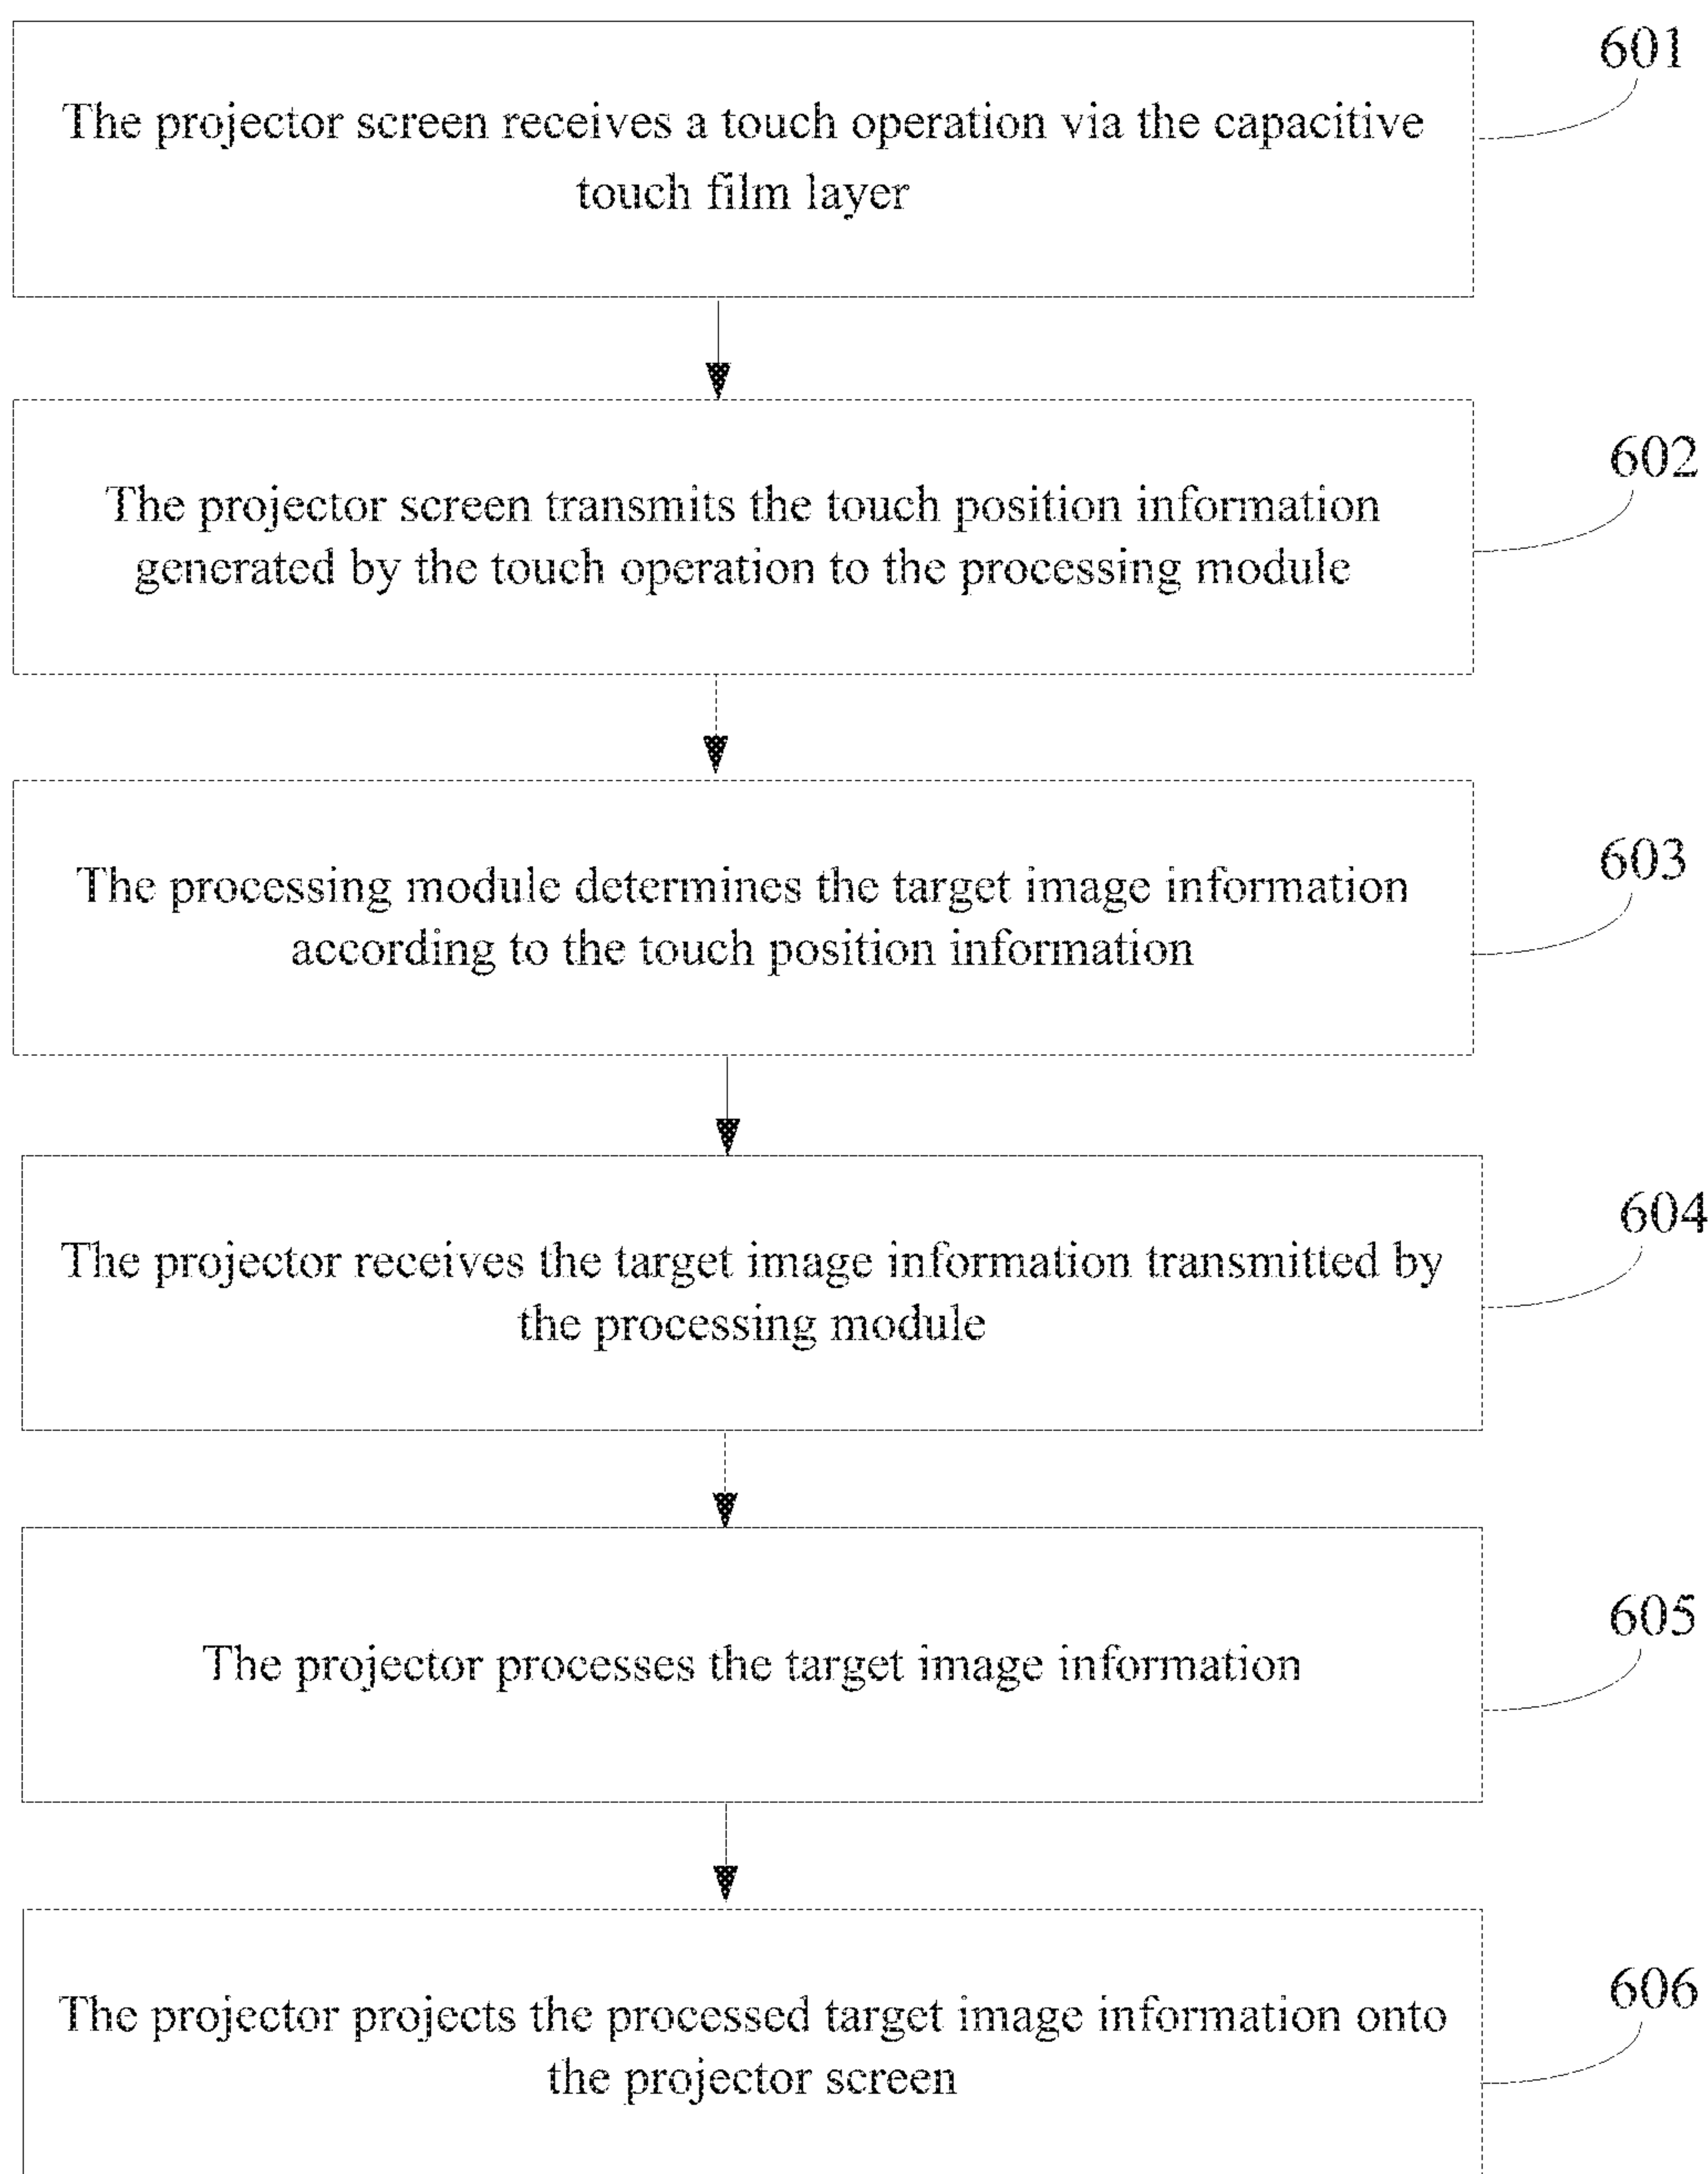 601
The projector screen receives a touch operation via the capacitive
touch film layer
602
The projector screen transmits the touch position information
generated by the touch operation to the processing module
603
The processing module determines the target image information
according to the touch position information
604
The projector receives the target image information transmitted by
the processing module
605
The projector processes the target image information
606
The projector projects the processed target image information onto
the projector screen